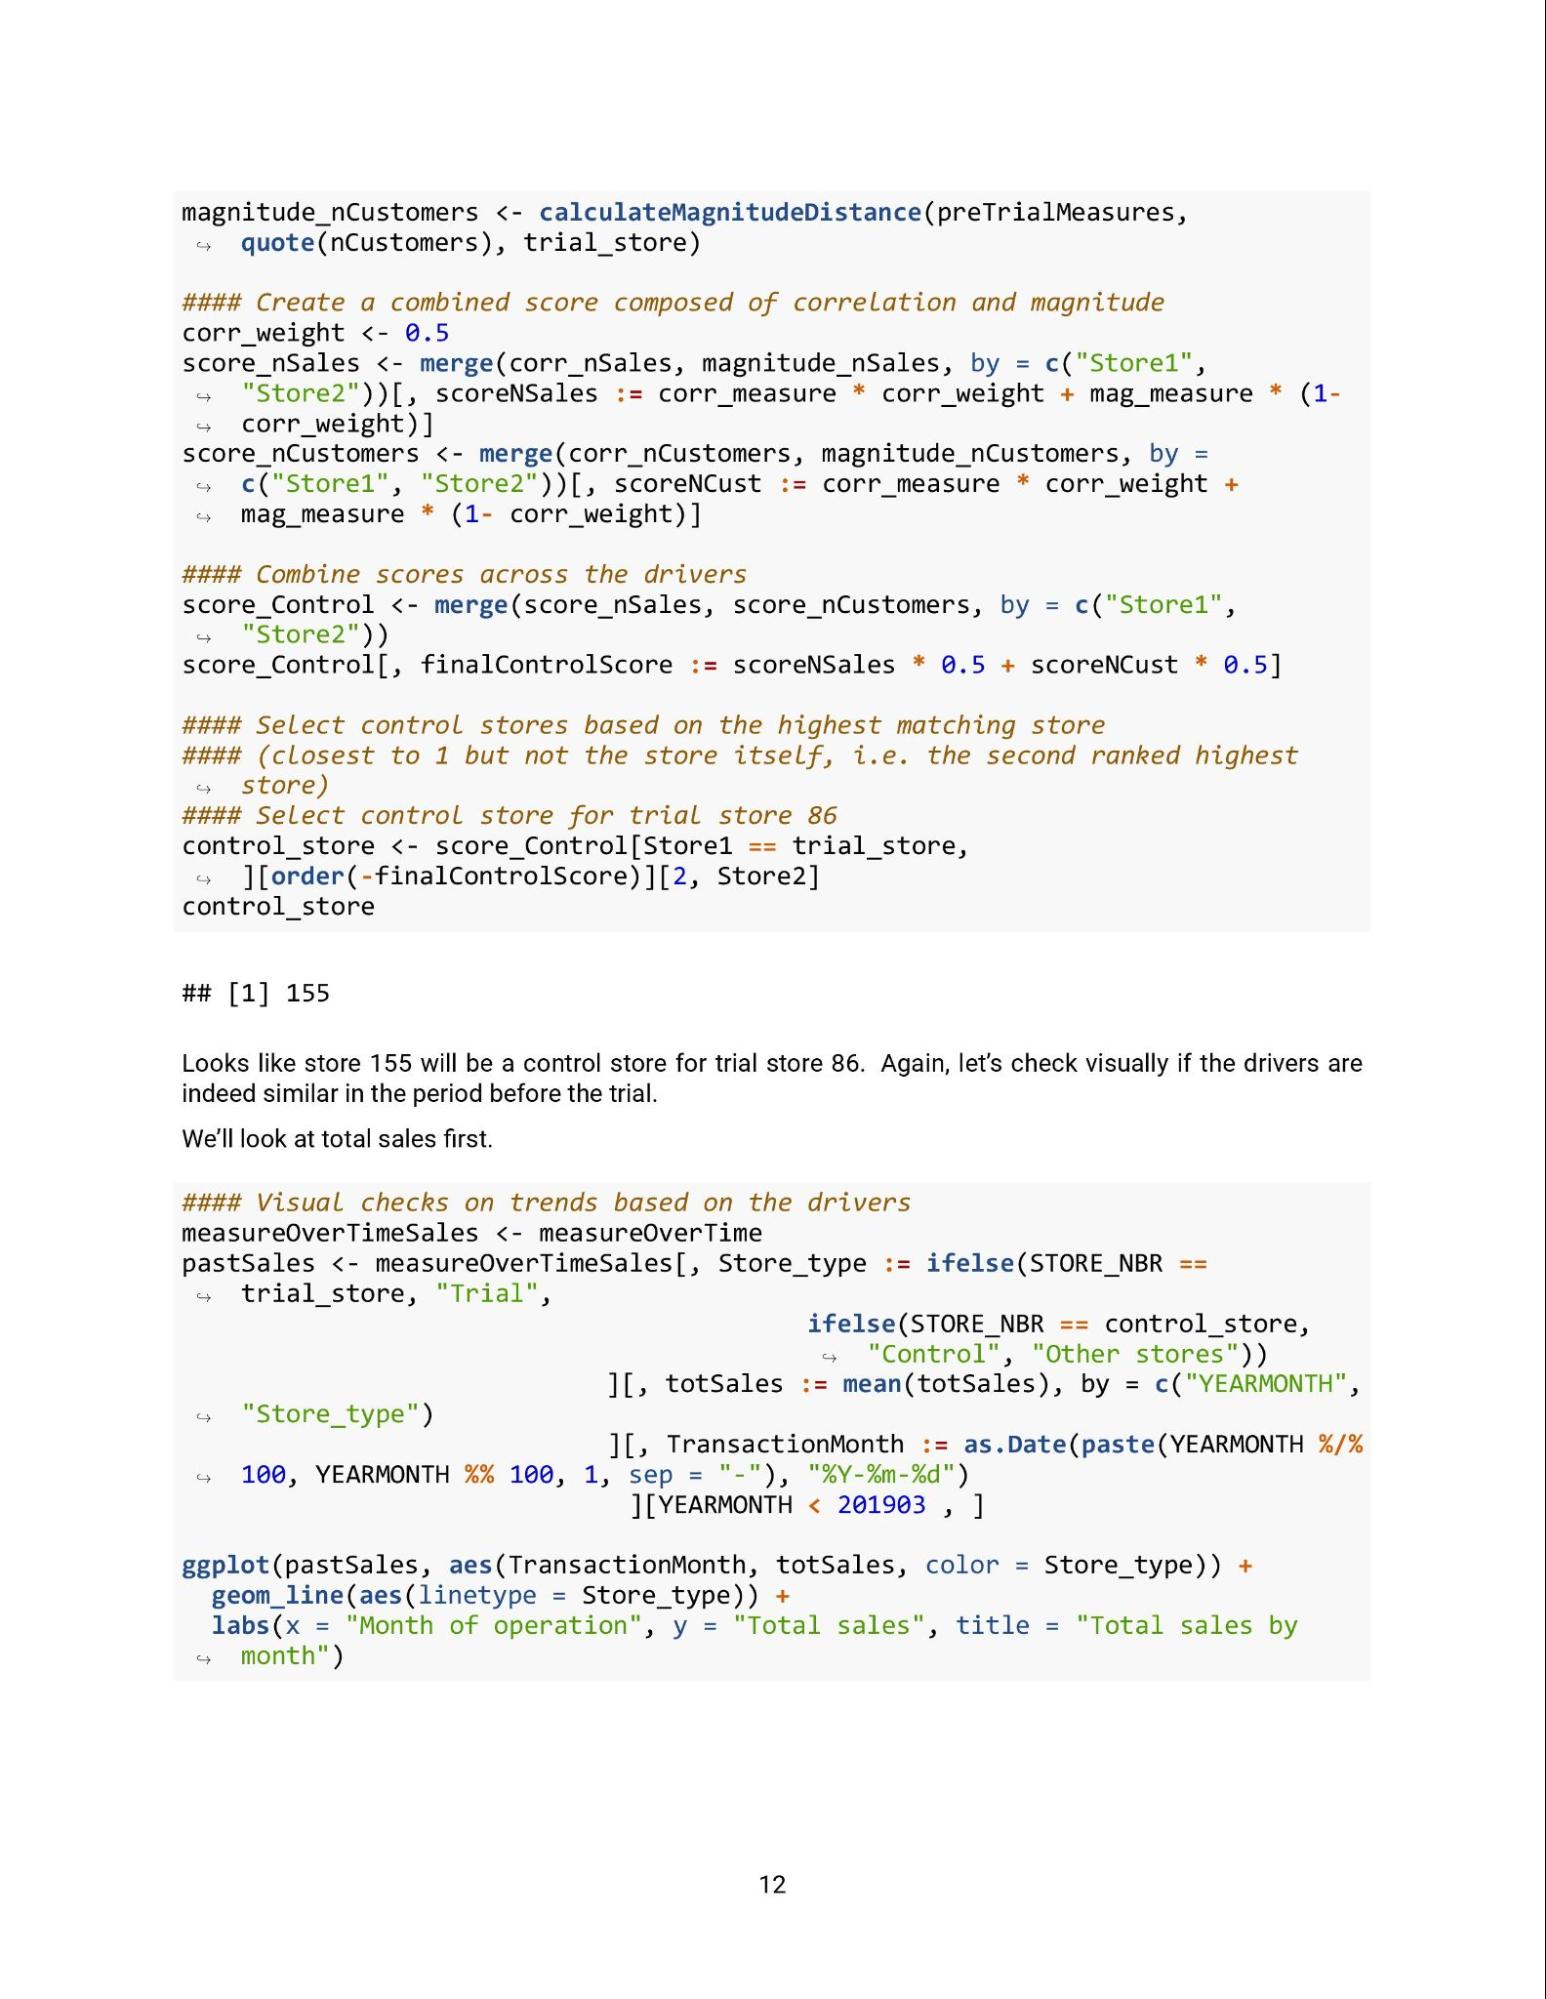 magnitude_nCustomers <- calculateMagnitudeDistance(preTrialMeasures,
↪ quote(nCustomers), trial_store)
#### Create a combined score composed of correlation and magnitude
corr_weight <- 0.5
score_nSales <- merge(corr_nSales, magnitude_nSales, by = c("Store1",
↪ "Store2"))[, scoreNSales := corr_measure * corr_weight + mag_measure * (1-
↪ corr_weight)]
score_nCustomers <- merge(corr_nCustomers, magnitude_nCustomers, by =
↪ c("Store1", "Store2"))[, scoreNCust := corr_measure * corr_weight +
↪ mag_measure * (1- corr_weight)]
#### Combine scores across the drivers
score_Control <- merge(score_nSales, score_nCustomers, by = c("Store1",
↪ "Store2"))
score_Control[, finalControlScore := scoreNSales * 0.5 + scoreNCust * 0.5]
#### Select control stores based on the highest matching store
#### (closest to 1 but not the store itself, i.e. the second ranked highest
↪ store)
#### Select control store for trial store 86
control_store <- score_Control[Store1 == trial_store,
↪ ][order(-finalControlScore)][2, Store2]
control_store
## [1] 155
Looks like store 155 will be a control store for trial store 86. Again, let's check visually if the drivers are
indeed similar in the period before the trial.
We'll look at total sales first.
#### Visual checks on trends based on the drivers
measureOverTimeSales <- measureOverTime
pastSales <- measureOverTimeSales[, Store_type := ifelse(STORE_NBR ==
↪ trial_store, "Trial",
ifelse(STORE_NBR == control_store,
↪ "Control", "Other stores"))
][, totSales := mean(totSales), by = c("YEARMONTH",
↪ "Store_type")
][, TransactionMonth := as.Date(paste(YEARMONTH %/%
↪ 100, YEARMONTH %% 100, 1, sep = "-"), "%Y-%m-%d")
][YEARMONTH < 201903 , ]
ggplot(pastSales, aes(TransactionMonth, totSales, color = Store_type)) +
geom_line(aes(linetype = Store_type)) +
labs(x = "Month of operation", y = "Total sales", title = "Total sales by
↪ month")
12